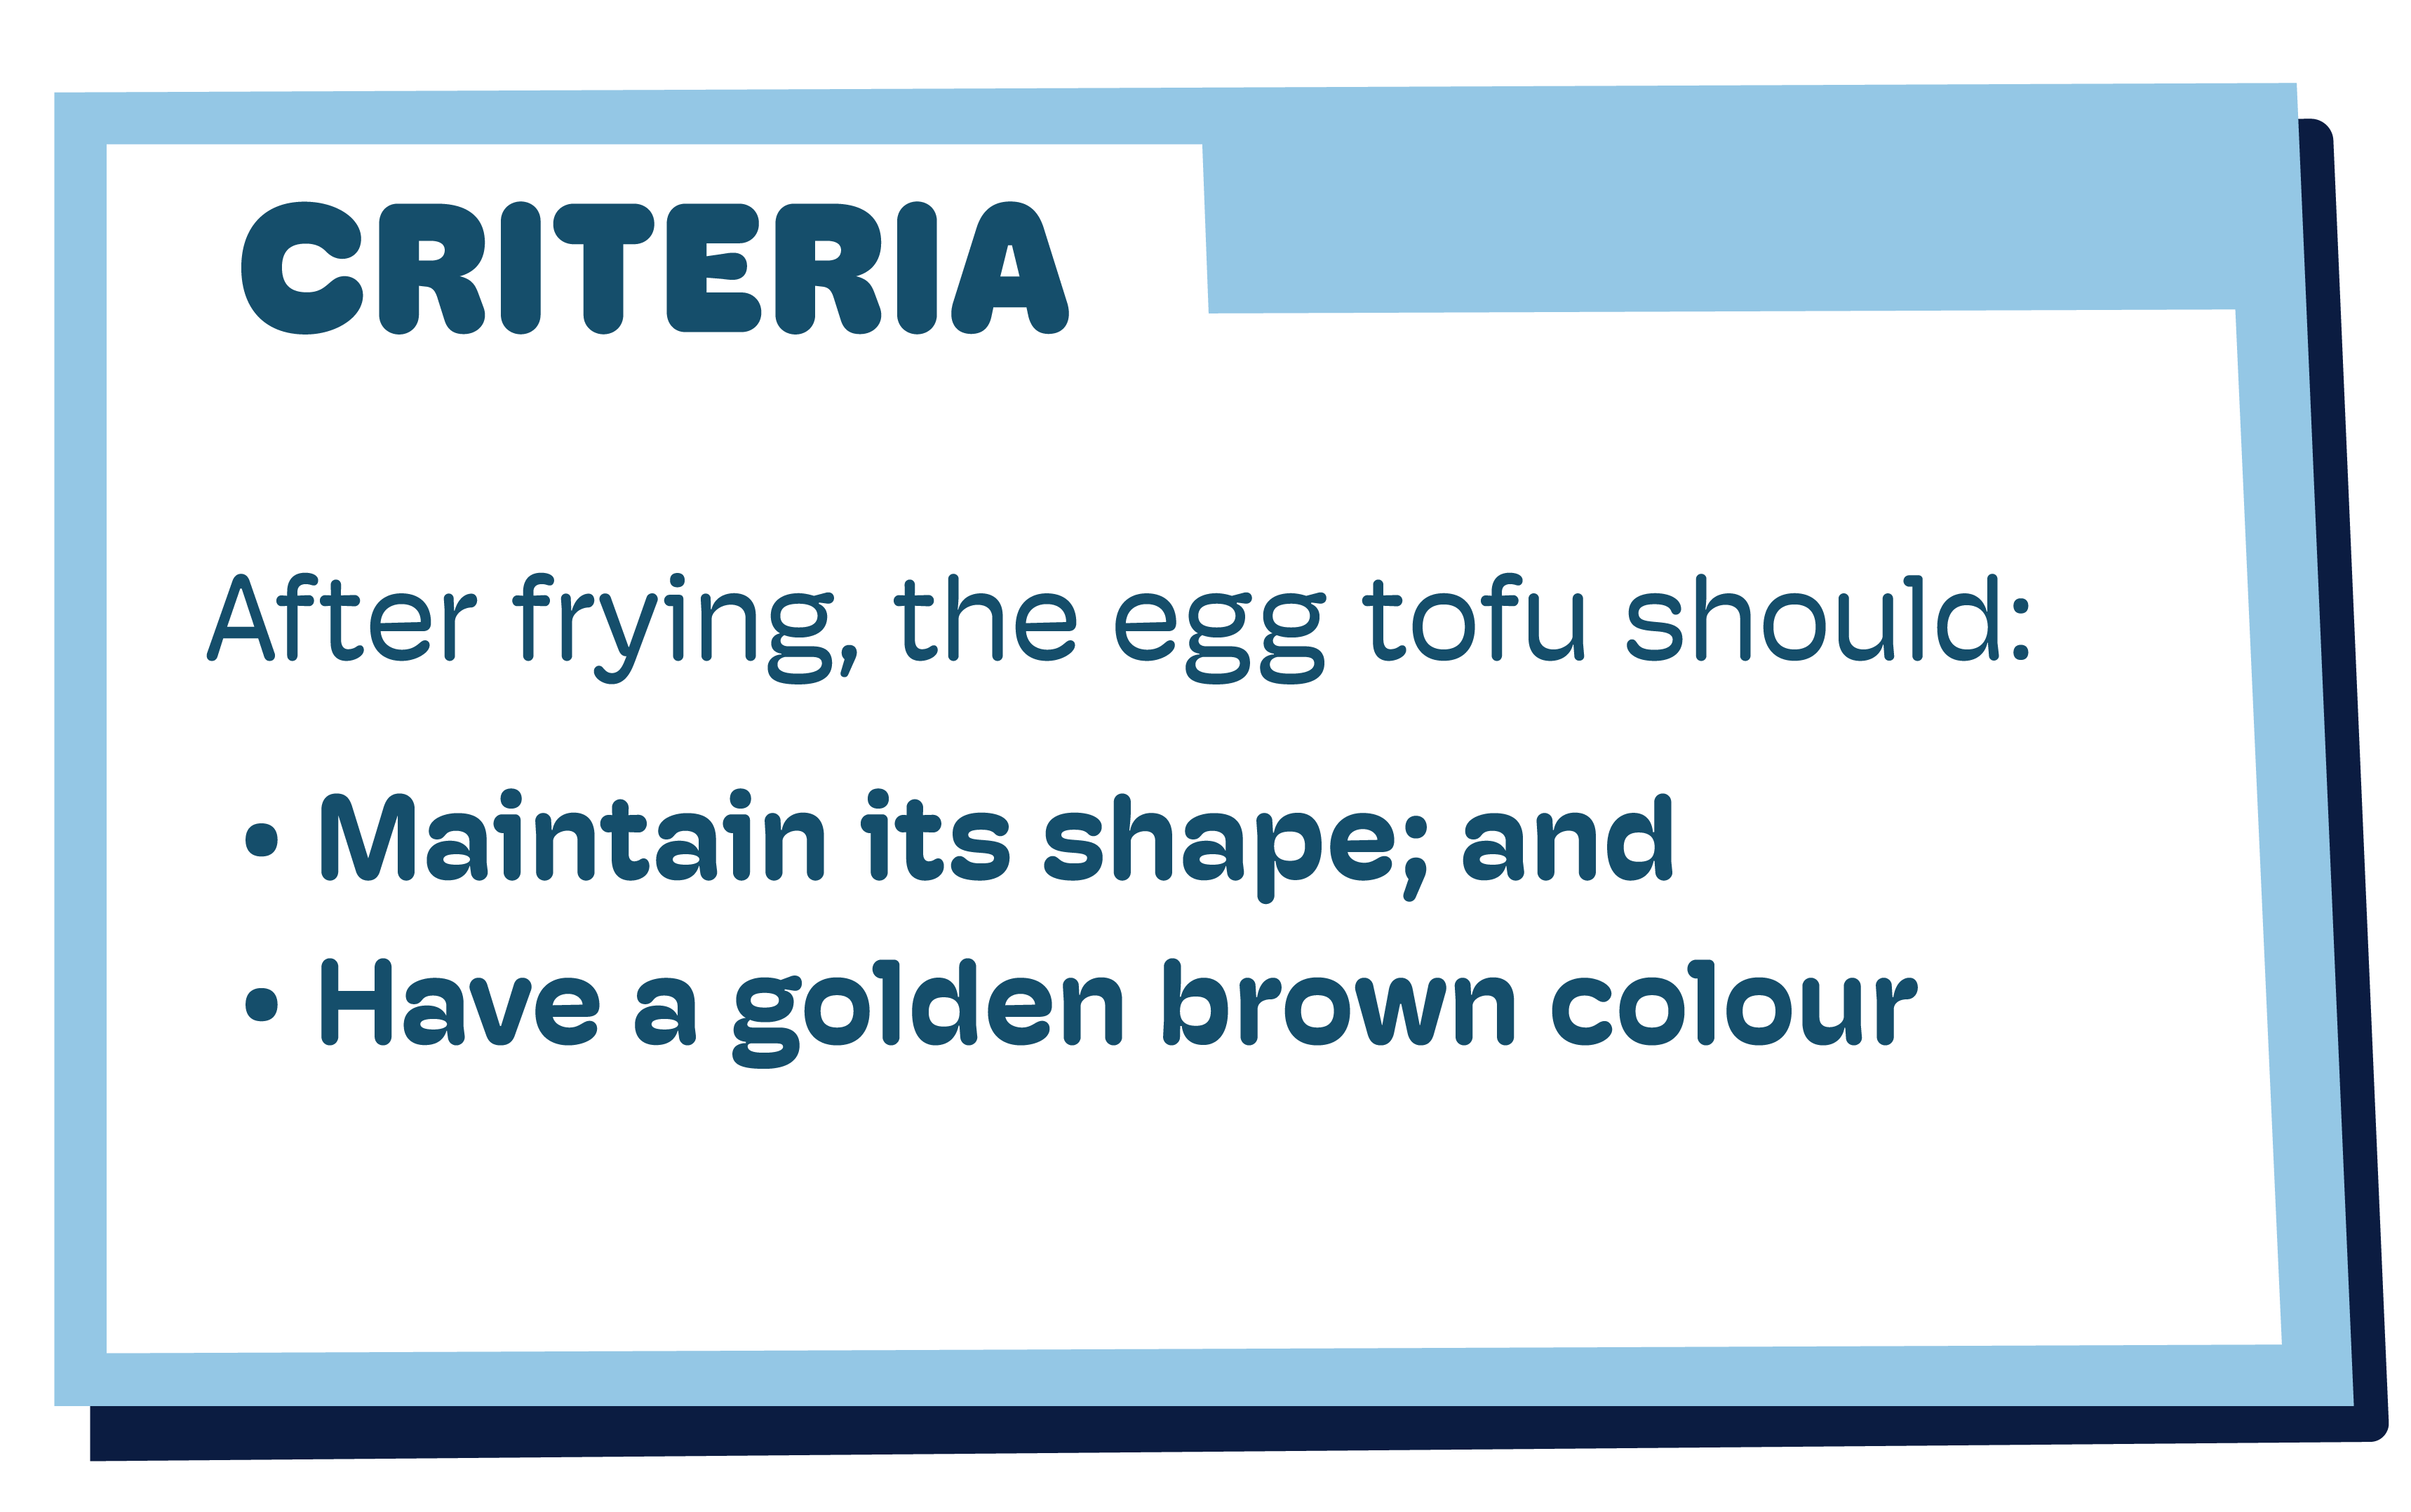 CRITERIA
After frying, the egg tofu should:
• Maintain its shape; and
• Have a golden brown colour